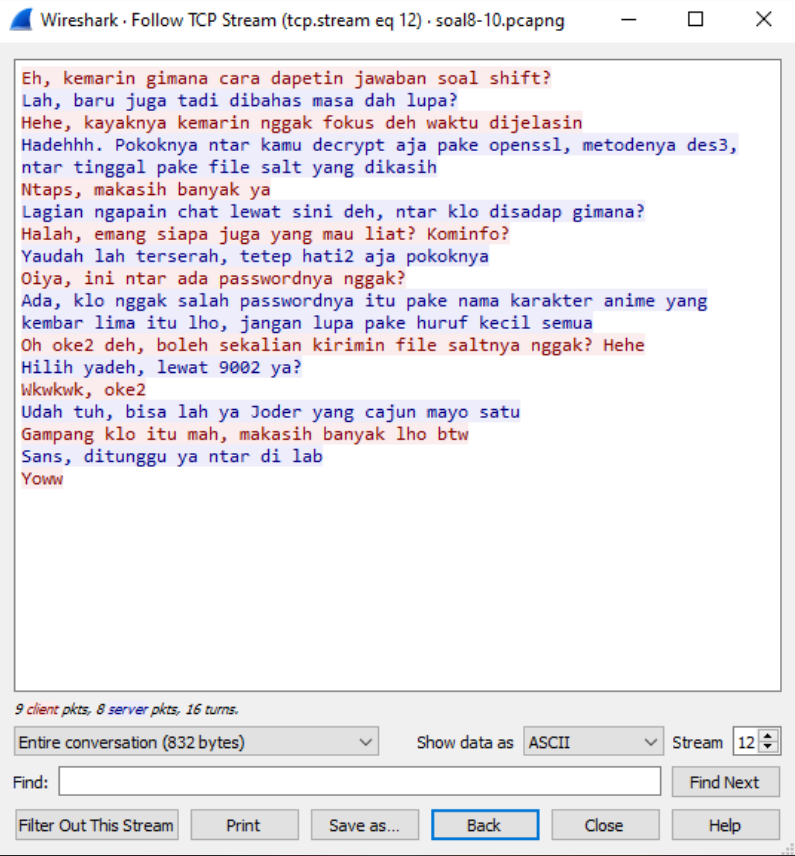 Wireshark · Follow TCP Stream (tcp.stream eq 12) · soal8-10.pcapng
Eh, kemarin gimana cara dapetin jawaban soal shift?
Lah, baru juga tadi dibahas masa dah lupa?
Hehe, kayaknya kemarin nggak fokus deh waktu dijelasin
Hadehhh. Pokoknya ntar kamu decrypt aja pake openssl, metodenya des3,
ntar tinggal pake file salt yang dikasih
Ntaps, makasih banyak ya
Lagian ngapain chat lewat sini deh, ntar klo disadap gimana?
Halah, emang siapa juga yang mau liat? Kominfo?
Yaudah lah terserah, tetep hati2 aja pokoknya
Oiya, ini ntar ada passwordnya nggak?
Ada, klo nggak salah passwordnya itu pake nama karakter anime yang
kembar lima itu lho, jangan lupa pake huruf kecil semua
Oh oke2 deh, boleh sekalian kirimin file saltnya nggak? Hehe
Hilih yadeh, lewat 9002 ya?
Wkwkwk, oke2
Udah tuh, bisa lah ya Joder yang cajun mayo satu
Gampang klo itu mah, makasih banyak lho btw
Sans, ditunggu ya ntar di lab
Yoww
9 client pkts, 8 server pkts, 16 turns.
Entire conversation (832 bytes) Show data as ASCII Stream 12
Find: Find Next
Filter Out This Stream Print Save as... Back Close Help